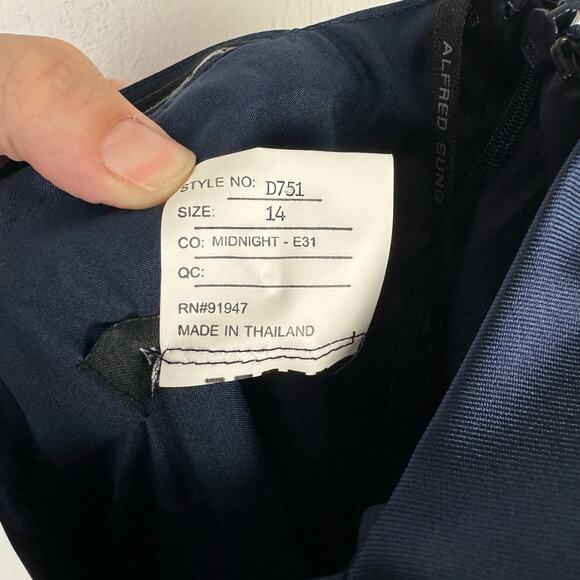 STYLE NO: D751
SIZE: 14
CO: MIDNIGHT - E31
QC:
RN#91947
MADE IN THAILAND
ALFRED SUNG